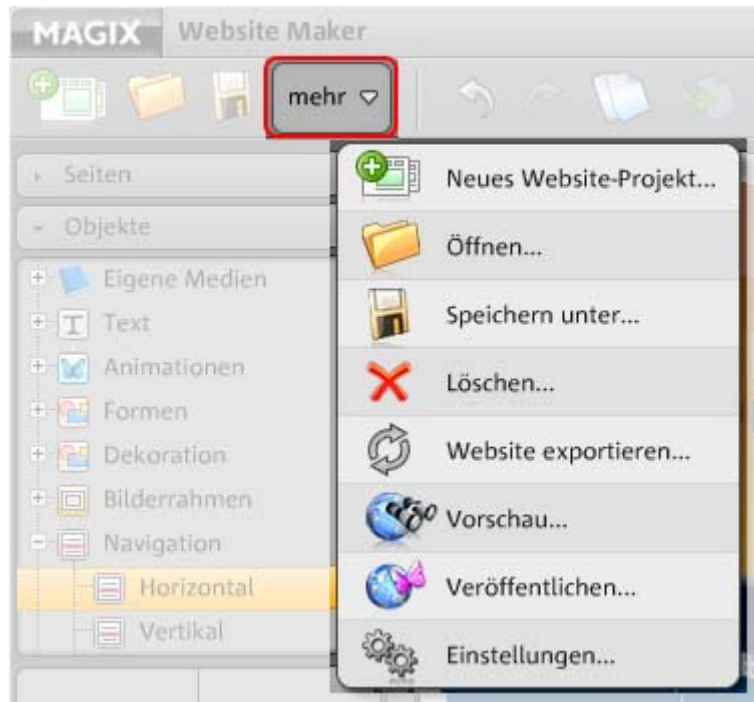 MAGIX Website Maker
mehr
Seiten
Objekte
Eigene Medien
Text
Animationen
Formen
Dekoration
Bilderrahmen
Navigation
Horizontal
Vertikal
Neues Website-Projekt...
Öffnen...
Speichern unter...
Löschen...
Website exportieren...
Vorschau...
Veröffentlichen...
Einstellungen...